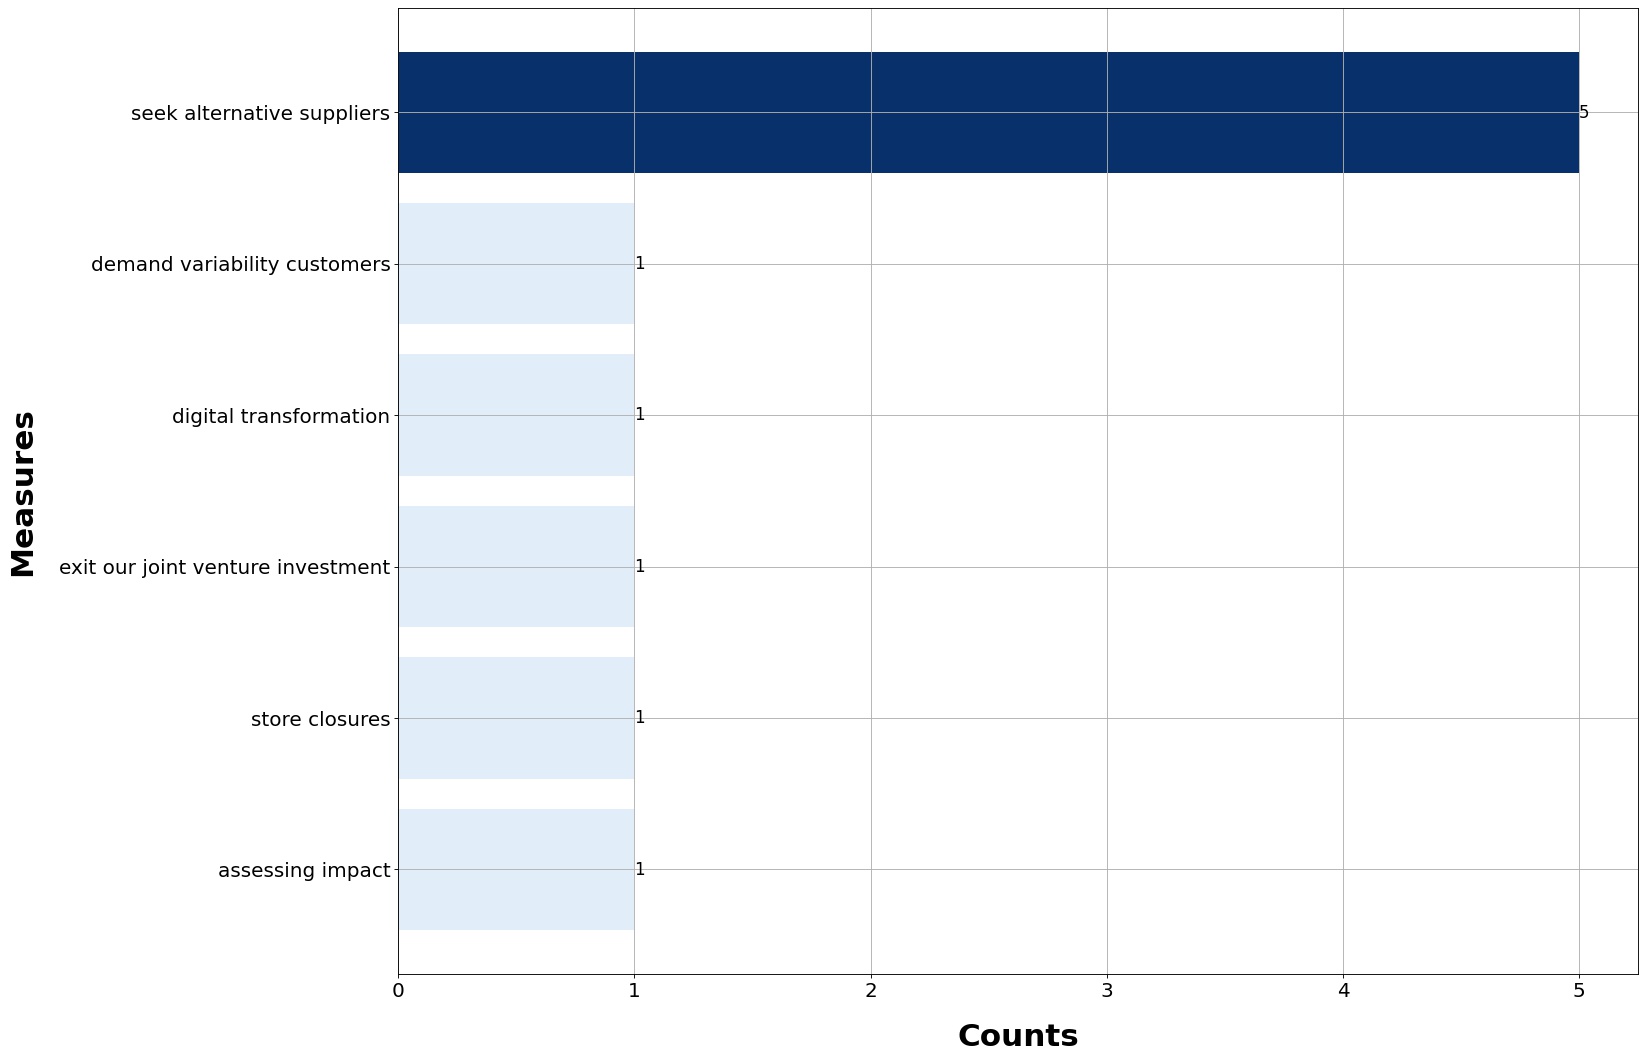 Measures
seek alternative suppliers
5
demand variability customers
1
digital transformation
1
exit our joint venture investment
1
store closures
1
assessing impact
1
0 1 2 3 4 5
Counts